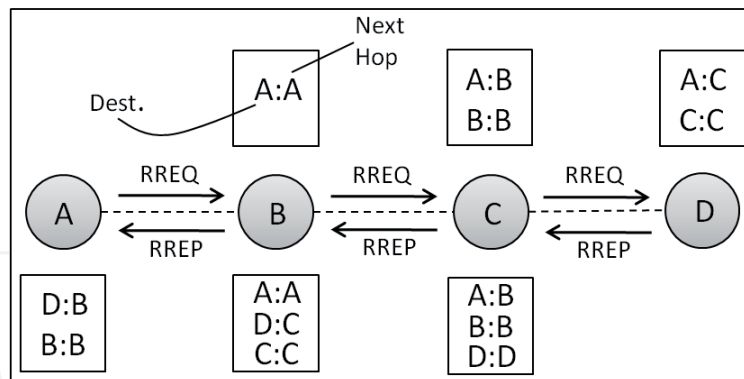 Next
Hop
Dest.
A:A
A:B
B:B
A:C
C:C
RREQ
RREQ
RREQ
A
B
C
D
RREP
RREP
RREP
D:B
B:B
A:A
D:C
C:C
A:B
B:B
D:D